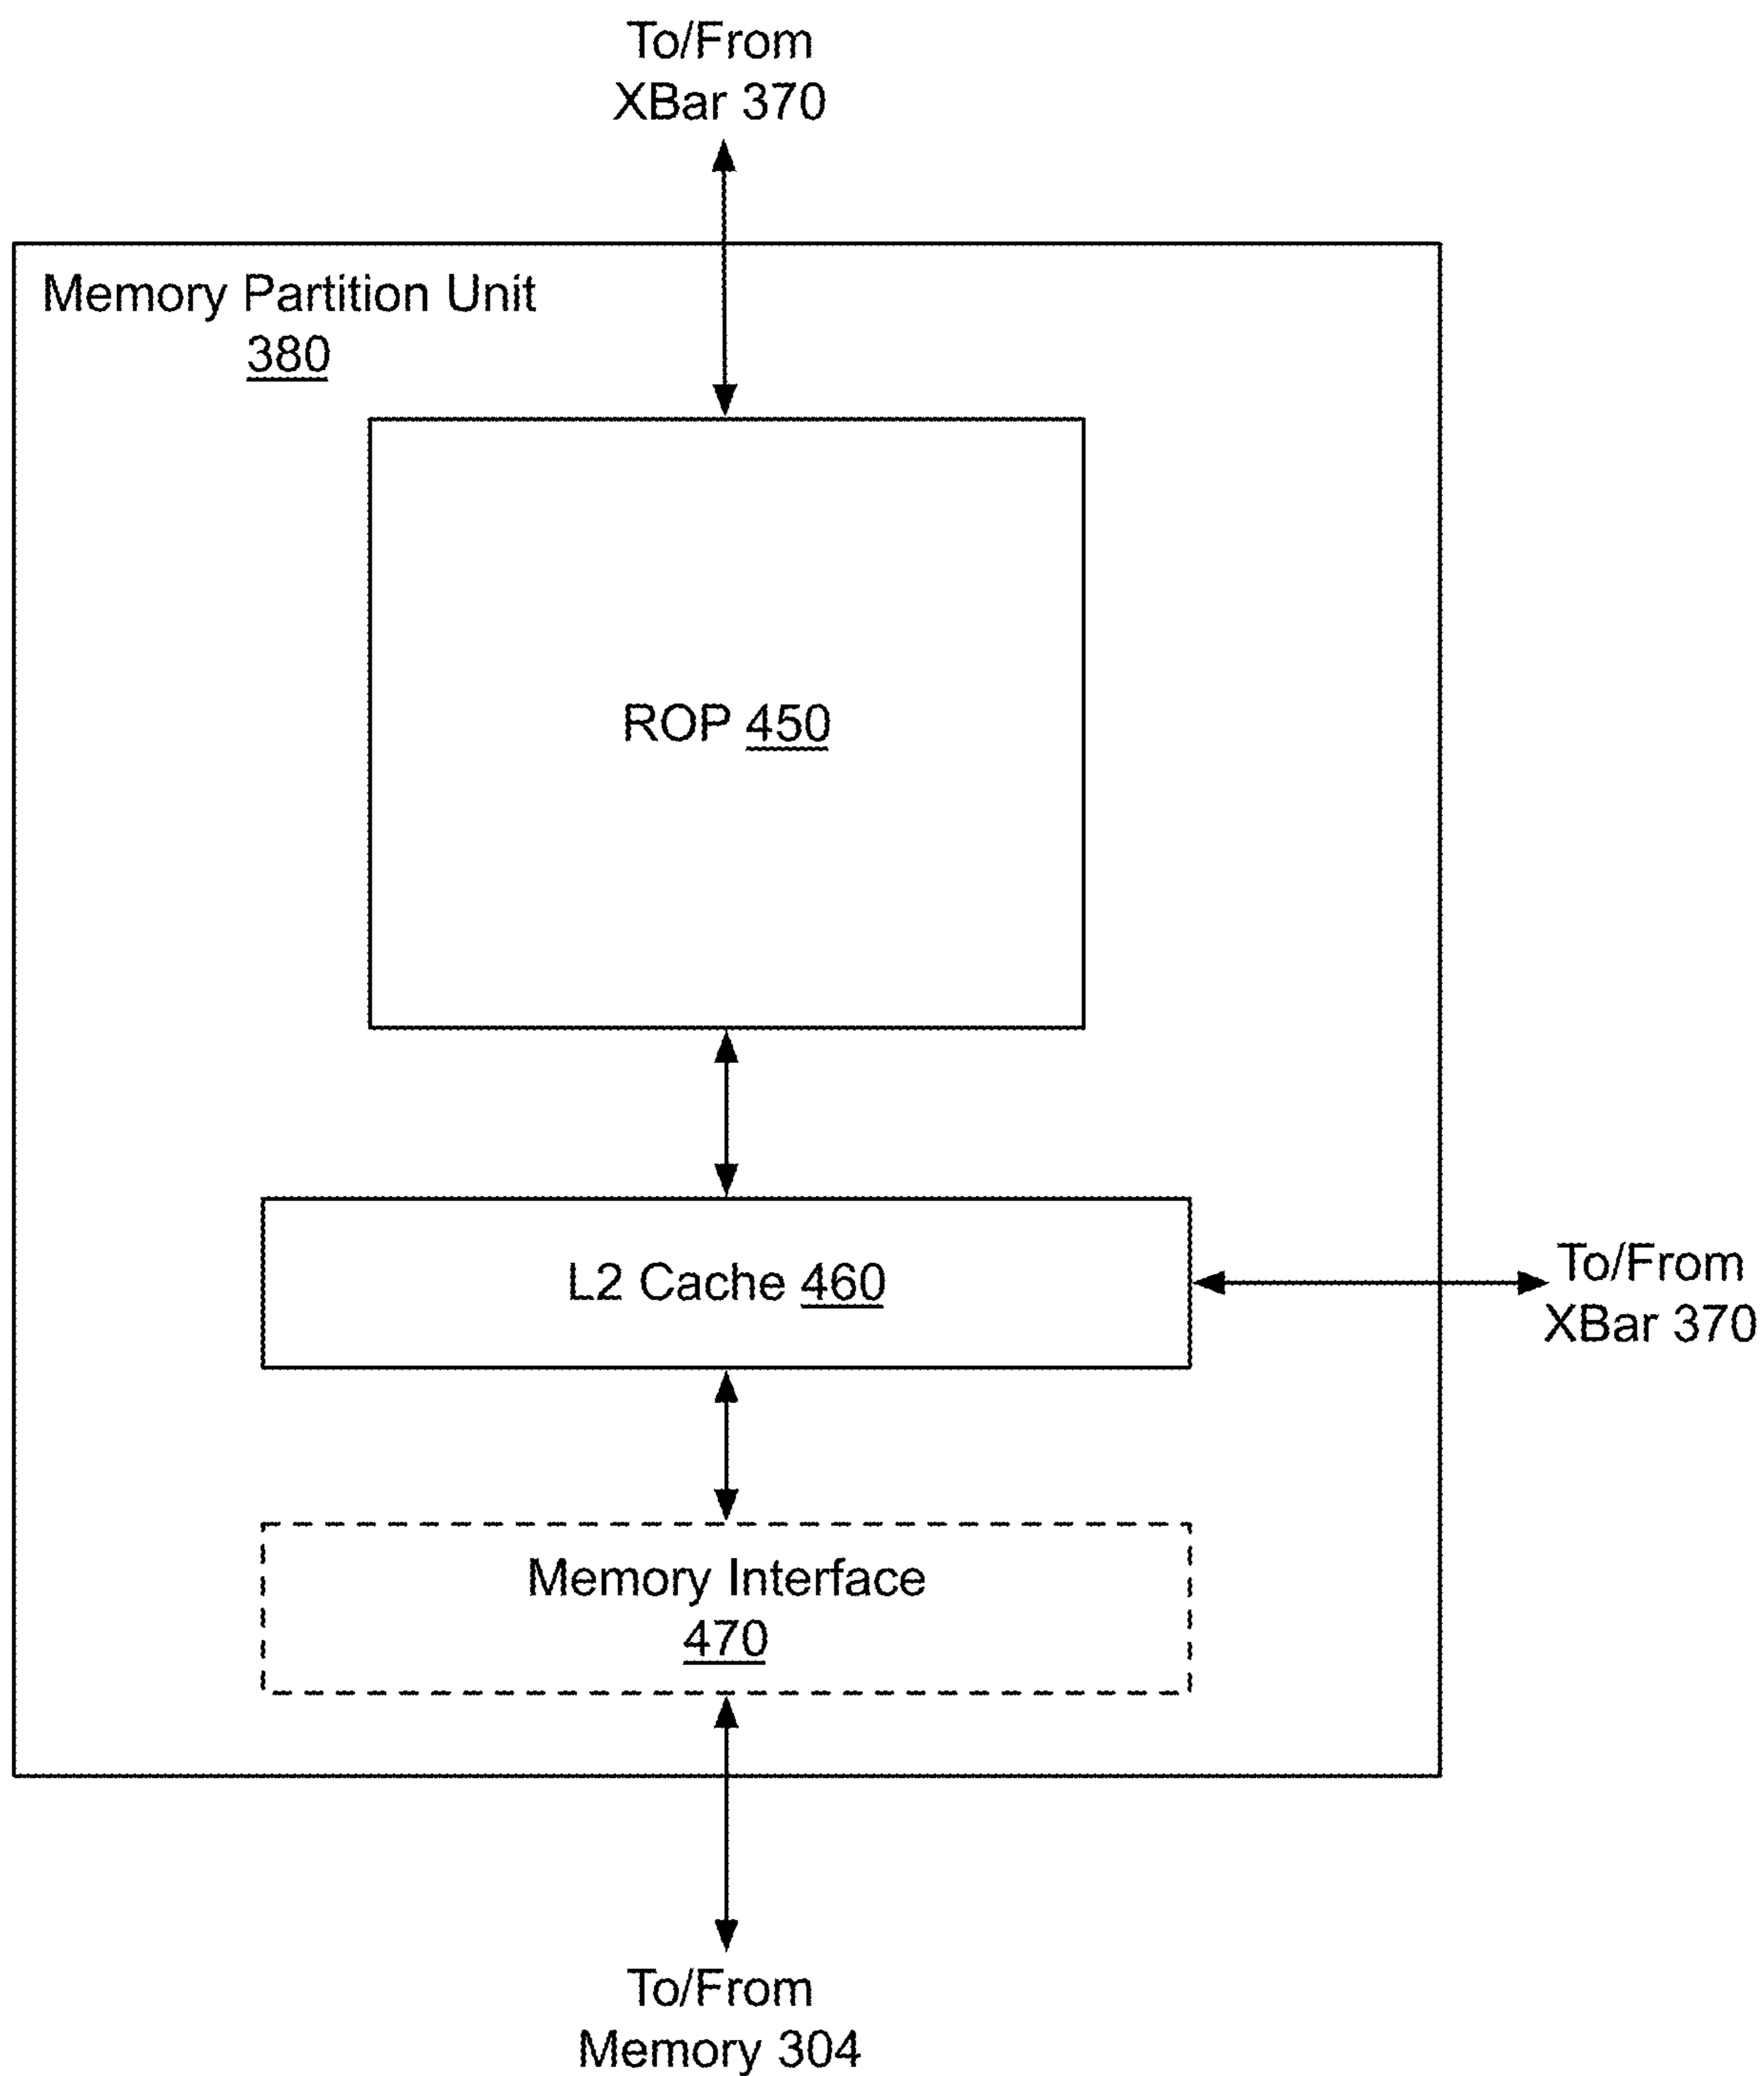 To/From
XBar 370
Memory Partition Unit
380
ROP 450
L2 Cache 460
To/From
XBar 370
Memory Interface
470
To/From
Memory 304